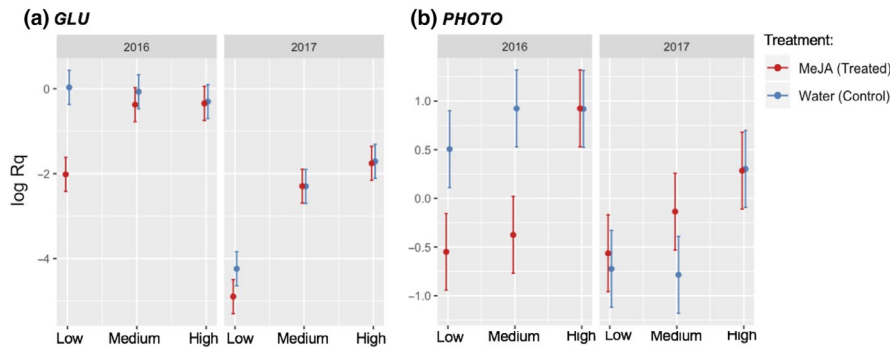 (a) GLU
2016
2017
log Rq
0
−2
−4
Low
Medium
High
Low
Medium
High
(b) PHOTO
2016
2017
1.0
0.5
0.0
−0.5
−1.0
Low
Medium
High
Low
Medium
High
Treatment:
MeJA (Treated)
Water (Control)